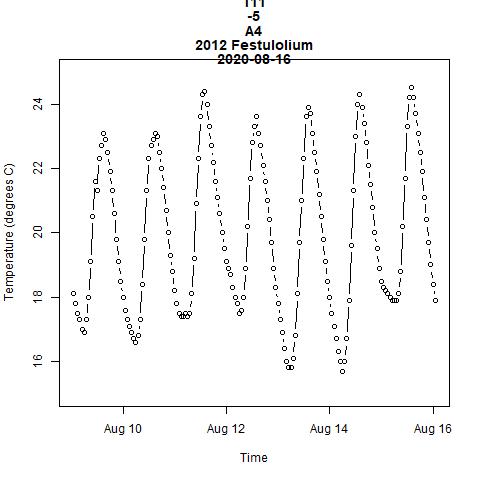 T11
-5
A4
2012 Festulolium
2020-08-16
24
22
20
18
16
Temperature (degrees C)
Aug 10 Aug 12 Aug 14 Aug 16
Time